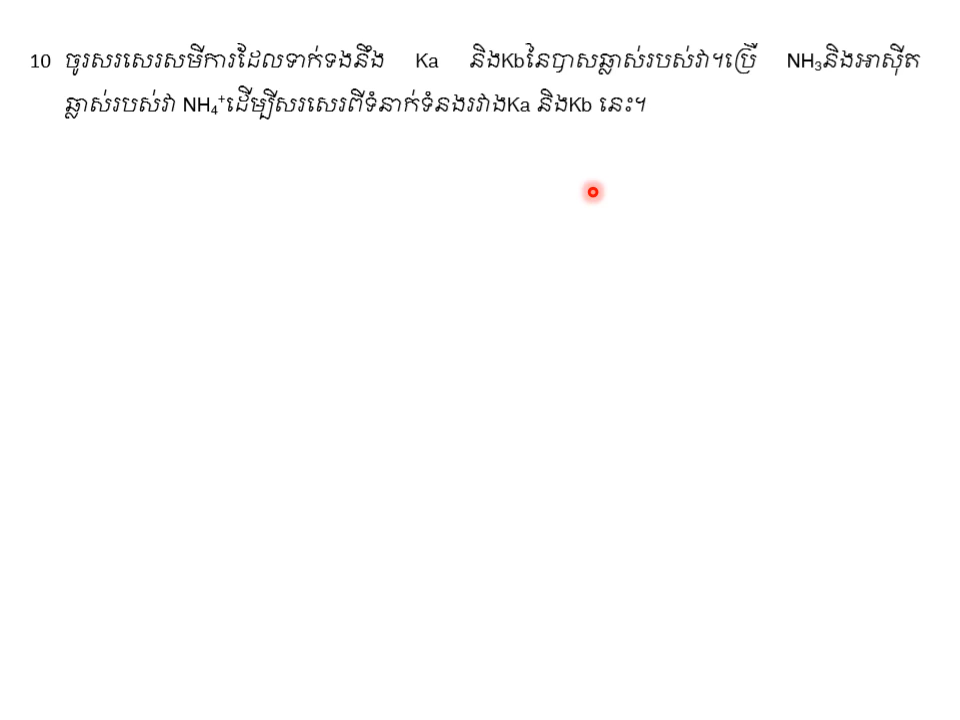 10 ចូរសរសេរសមីការដែលទាក់ទងនឹង Ka និងKbនៃបាសឆ្លាស់របស់វា។ប្រើ NH₃និងអាស៊ីត
ឆ្លាស់របស់វា NH₄⁺ដើម្បីសរសេរពីទំនាក់ទំនងរវាងKa និងKb នេះ។